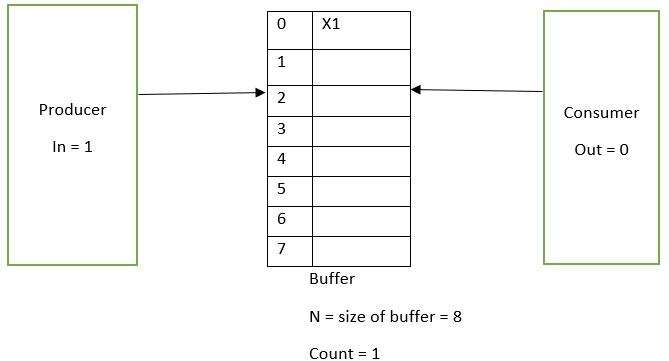 Producer
In = 1
0 X1
1
2
3
4
5
6
7
Buffer
N = size of buffer = 8
Count = 1
Consumer
Out = 0